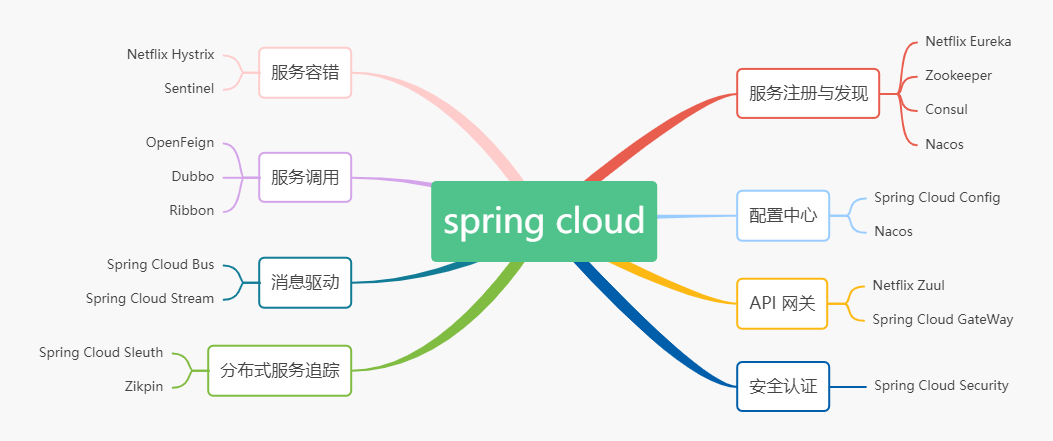 spring cloud
服务容错
Netflix Hystrix
Sentinel
服务调用
OpenFeign
Dubbo
Ribbon
消息驱动
Spring Cloud Bus
Spring Cloud Stream
分布式服务追踪
Spring Cloud Sleuth
Zikpin
服务注册与发现
Netflix Eureka
Zookeeper
Consul
Nacos
配置中心
Spring Cloud Config
Nacos
API 网关
Netflix Zuul
Spring Cloud GateWay
安全认证
Spring Cloud Security